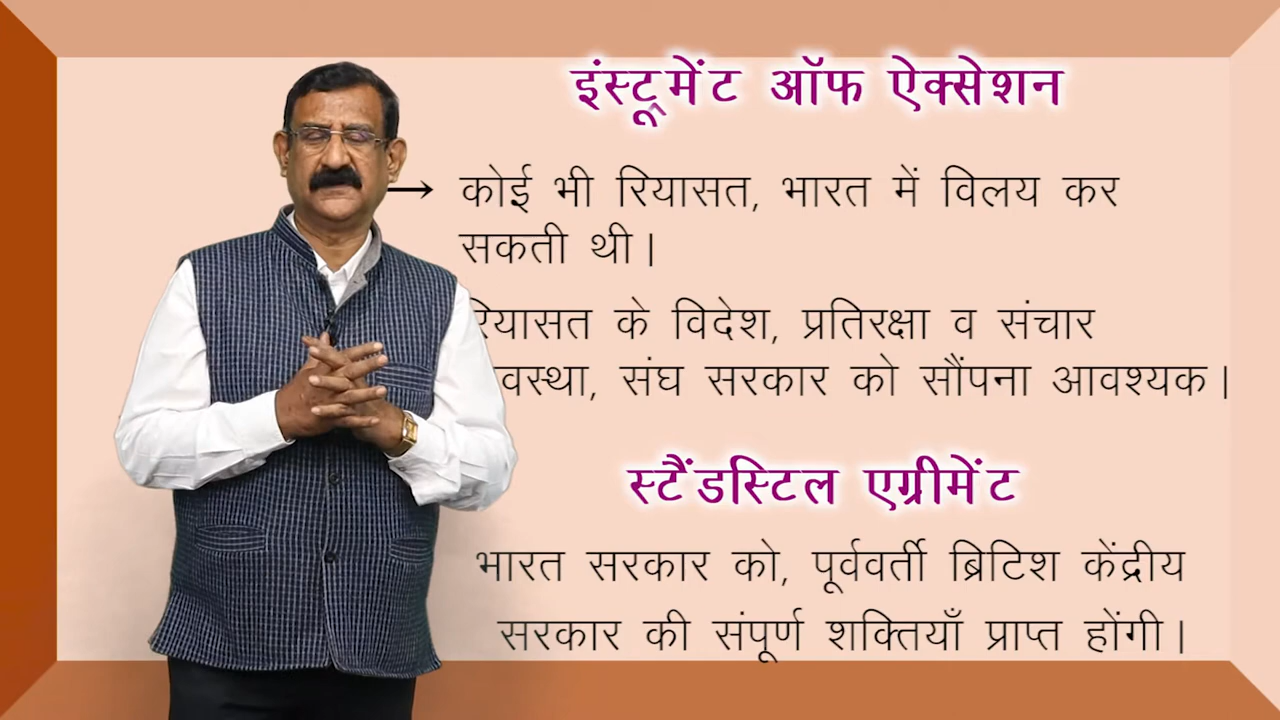 इंस्ट्रूमेंट ऑफ ऐक्सेशन
→ कोई भी रियासत, भारत में विलय कर
सकती थी।
रियासत के विदेश, प्रतिरक्षा व संचार
संघ सरकार को सौंपना आवश्यक।
स्टैंडस्टिल एग्रीमेंट
भारत सरकार को, पूर्ववर्ती ब्रिटिश केंद्रीय
सरकार की संपूर्ण शक्तियाँ प्राप्त होंगी।